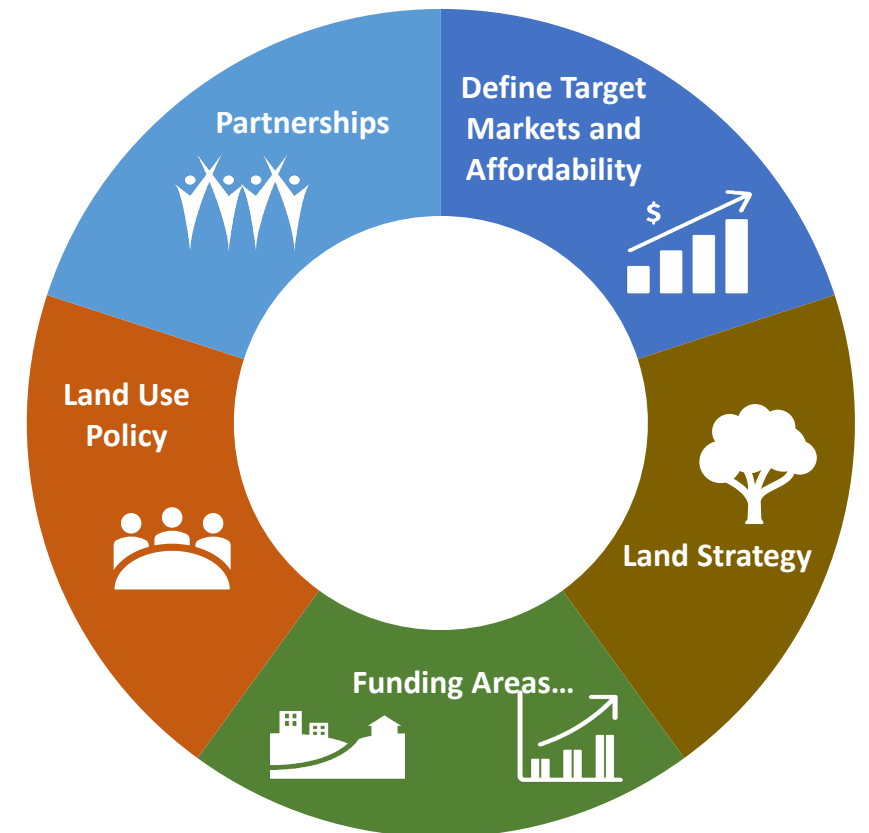 Partnerships
Define Target
Markets and
Affordability
$
Land Strategy
Funding Areas…
Land Use
Policy